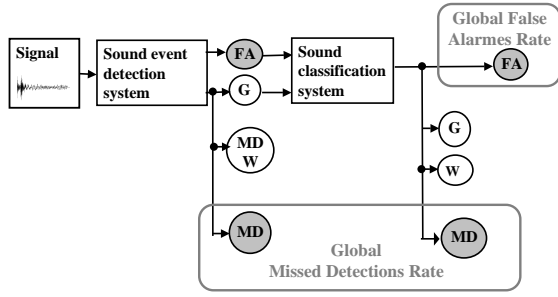 Global False
Alarmes Rate
Signal
Sound event
detection
system
FA
Sound
classification
system
FA
G
G
MD
W
W
MD
MD
Global
Missed Detections Rate